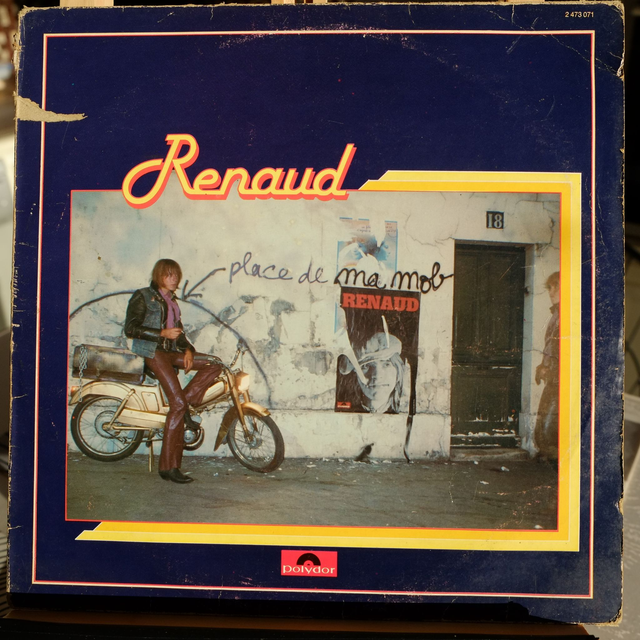 2 473 071
Renaud
18
place de ma mob
RENAUD
polydor